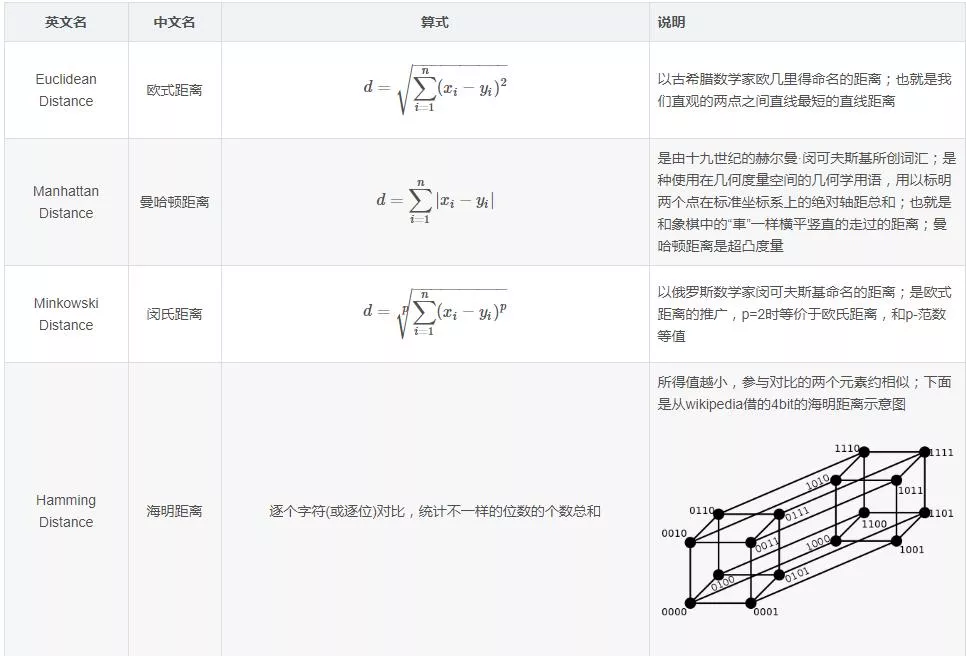 英文名
中文名
算式
说明
Euclidean
Distance
欧式距离
d = \sqrt{\sum_{i=1}^{n}(x_i - y_i)^2}
以古希腊数学家欧几里得命名的距离；也就是我
们直观的两点之间直线最短的直线距离
Manhattan
Distance
曼哈顿距离
d = \sum_{i=1}^{n}|x_i - y_i|
是由十九世纪的赫尔曼·闵可夫斯基所创词汇；是
种使用在几何度量空间的几何学用语，用以标明
两个点在标准坐标系上的绝对轴距总和；也就是
和象棋中的“車”一样横平竖直的走过的距离；曼
哈顿距离是超凸度量
Minkowski
Distance
闵氏距离
d = \sqrt[p]{\sum_{i=1}^{n}(x_i - y_i)^p}
以俄罗斯数学家闵可夫斯基命名的距离；是欧式
距离的推广，p=2时等价于欧氏距离，和p-范数
等值
Hamming
Distance
海明距离
逐个字符(或逐位)对比，统计不一样的位数的个数总和
所得值越小，参与对比的两个元素约相似；下面
是从wikipedia借的4bit的海明距离示意图
1110
1111
1010
1011
0110
0111
1101
1100
0010
0011
1000
1001
0100
0101
0000
0001